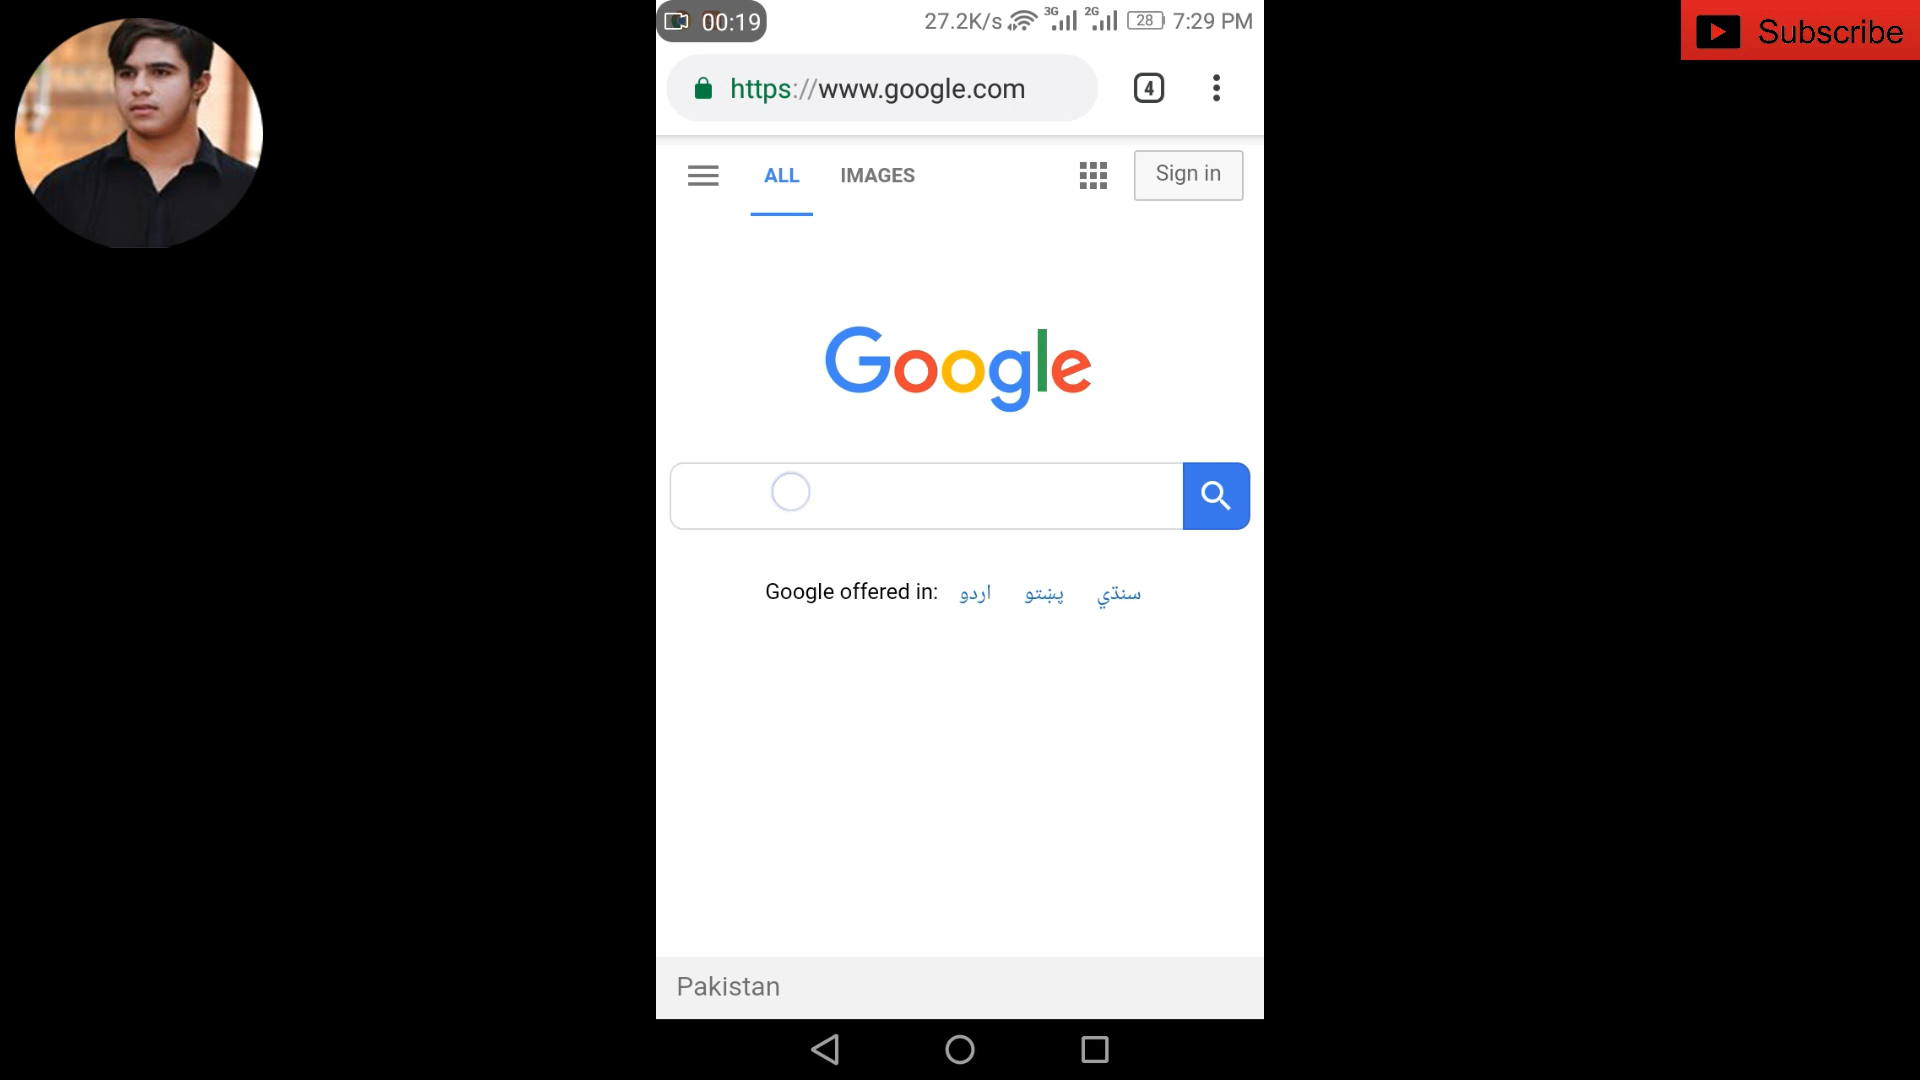 00:19 27.2K/s 3G 2G 28 7:29 PM
Subscribe
https://www.google.com 4
ALL IMAGES Sign in
Google
Google offered in: اردو پښتو سنڌي
Pakistan